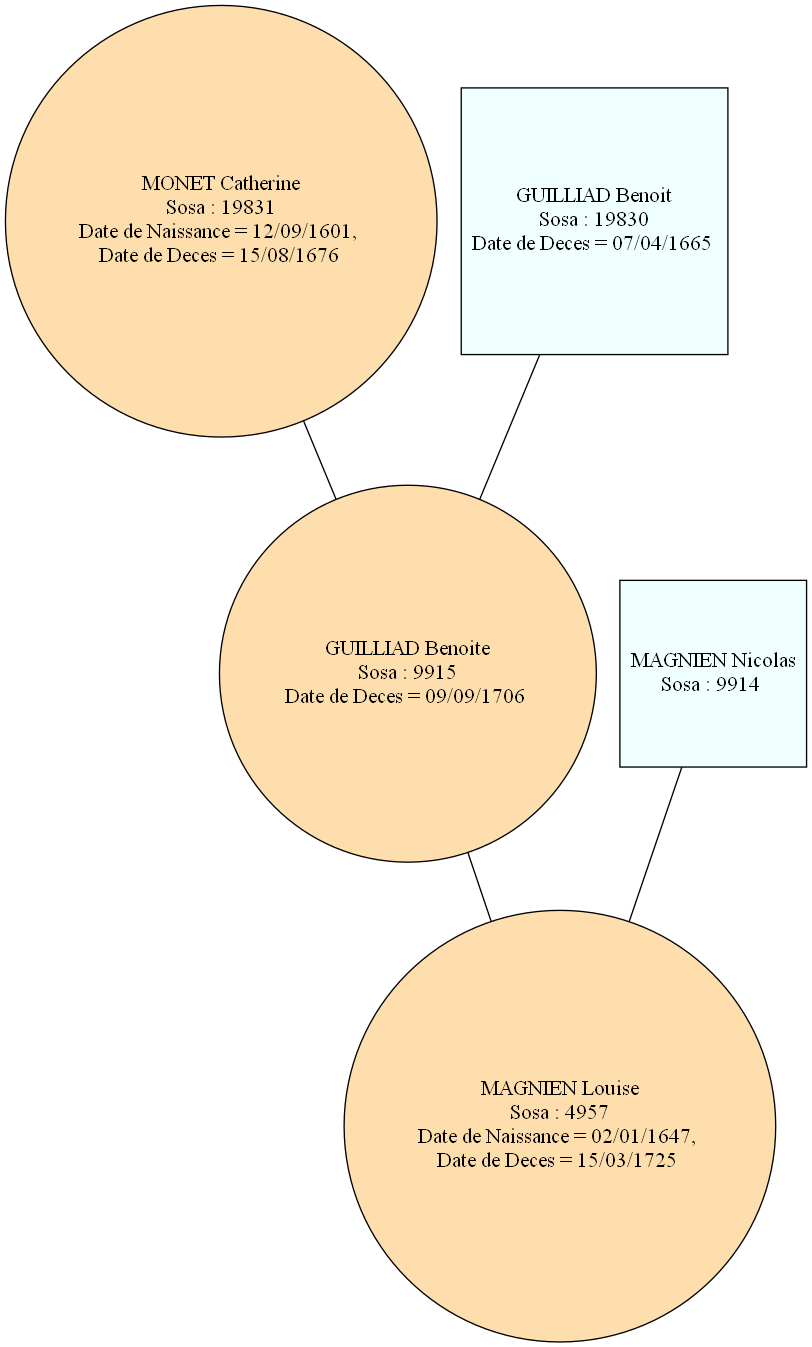 MONET Catherine
Sosa : 19831
Date de Naissance = 12/09/1601,
Date de Deces = 15/08/1676
GUILLIAD Benoit
Sosa : 19830
Date de Deces = 07/04/1665
GUILLIAD Benoite
Sosa : 9915
Date de Deces = 09/09/1706
MAGNIEN Nicolas
Sosa : 9914
MAGNIEN Louise
Sosa : 4957
Date de Naissance = 02/01/1647,
Date de Deces = 15/03/1725